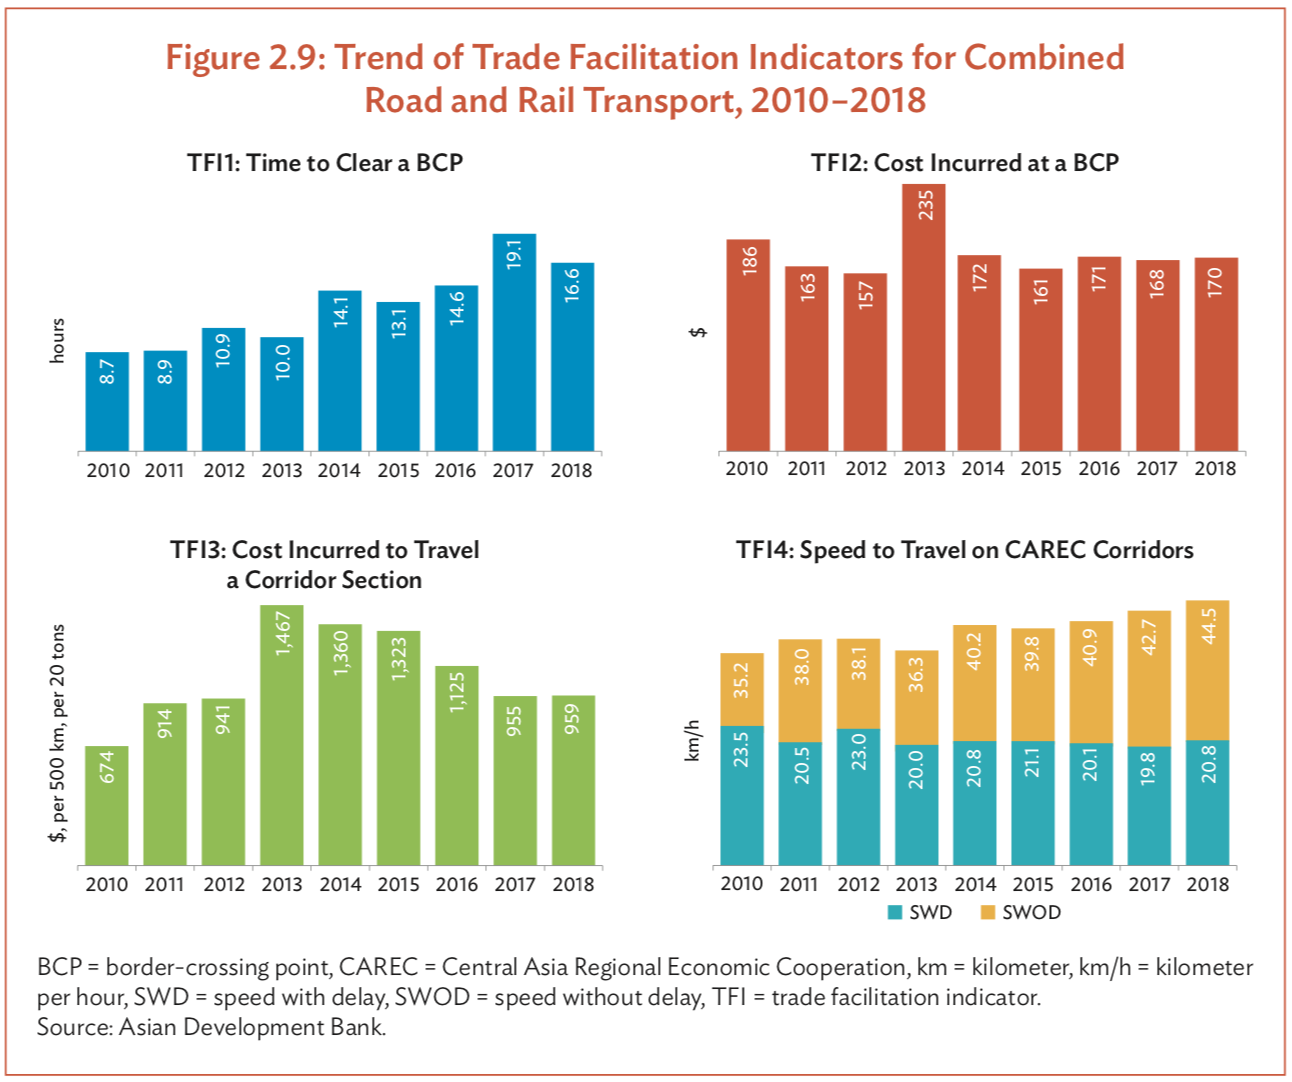 Figure 2.9: Trend of Trade Facilitation Indicators for Combined
Road and Rail Transport, 2010–2018
TFI1: Time to Clear a BCP
hours
8.7
8.9
10.9
10.0
14.1
13.1
14.6
19.1
16.6
2010 2011 2012 2013 2014 2015 2016 2017 2018
TFI2: Cost Incurred at a BCP
$
186
163
157
235
172
161
171
168
170
2010 2011 2012 2013 2014 2015 2016 2017 2018
TFI3: Cost Incurred to Travel
a Corridor Section
$, per 500 km, per 20 tons
674
914
941
1,467
1,360
1,323
1,125
955
959
2010 2011 2012 2013 2014 2015 2016 2017 2018
TFI4: Speed to Travel on CAREC Corridors
km/h
35.2
38.0
38.1
36.3
40.2
39.8
40.9
42.7
44.5
23.5
20.5
23.0
20.0
20.8
21.1
20.1
19.8
20.8
2010 2011 2012 2013 2014 2015 2016 2017 2018
SWD SWOD
BCP = border-crossing point, CAREC = Central Asia Regional Economic Cooperation, km = kilometer, km/h = kilometer
per hour, SWD = speed with delay, SWOD = speed without delay, TFI = trade facilitation indicator.
Source: Asian Development Bank.